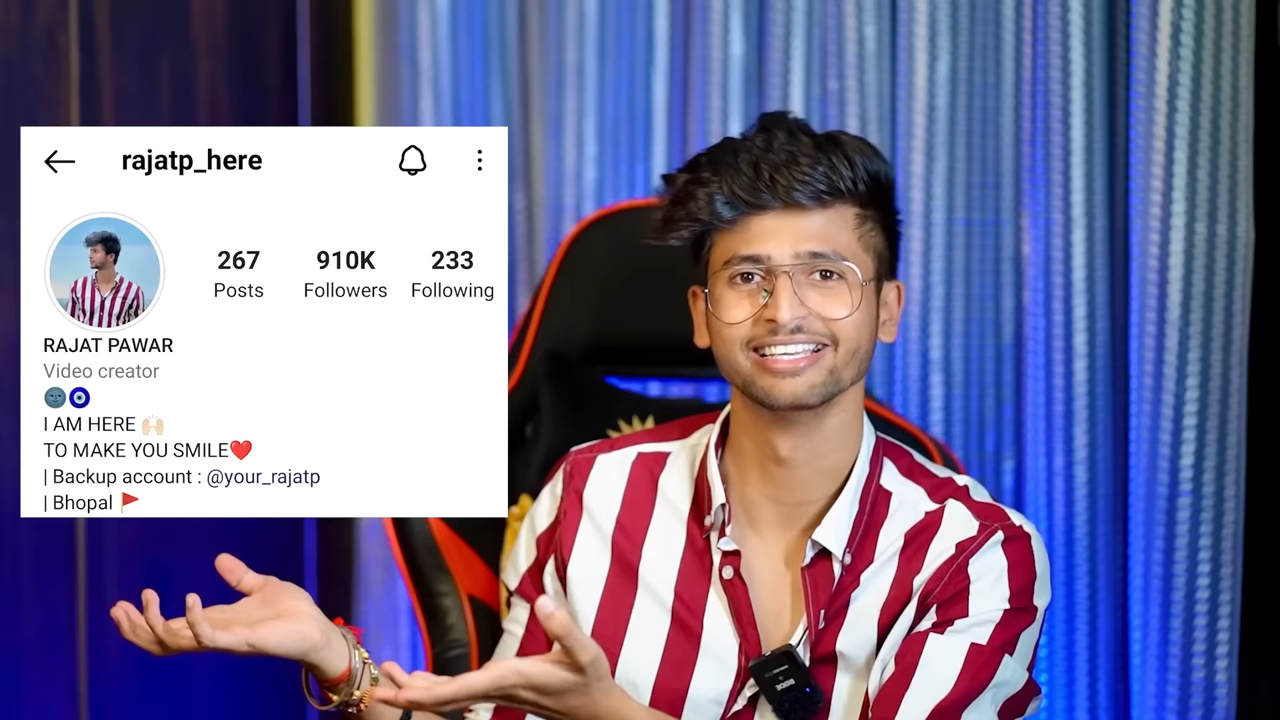 rajatp_here
267 910K 233
Posts Followers Following
RAJAT PAWAR
Video creator
🌚🧿
I AM HERE 🙌🏻
TO MAKE YOU SMILE❤️
| Backup account : @your_rajatp
| Bhopal 🚩
RODE